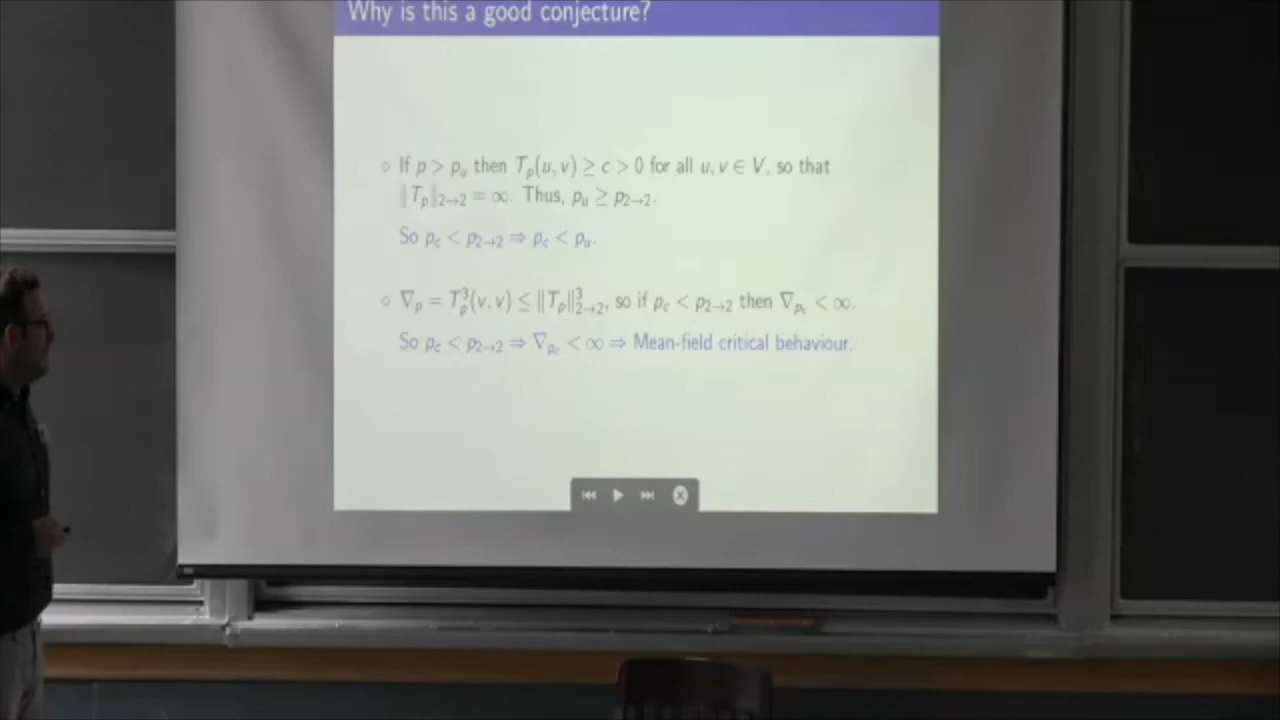 Why is this a good conjecture?
◦ If p > p_u then T_p(u, v) ≥ c > 0 for all u, v ∈ V, so that
‖T_p‖_{2→2} = ∞. Thus, p_u ≥ p_{2→2}.
So p_c < p_{2→2} ⇒ p_c < p_u.
◦ ∇_p = T_p^3(v, v) ≤ ‖T_p‖_{2→2}^3, so if p_c < p_{2→2} then ∇_{p_c} < ∞.
So p_c < p_{2→2} ⇒ ∇_{p_c} < ∞ ⇒ Mean-field critical behaviour.